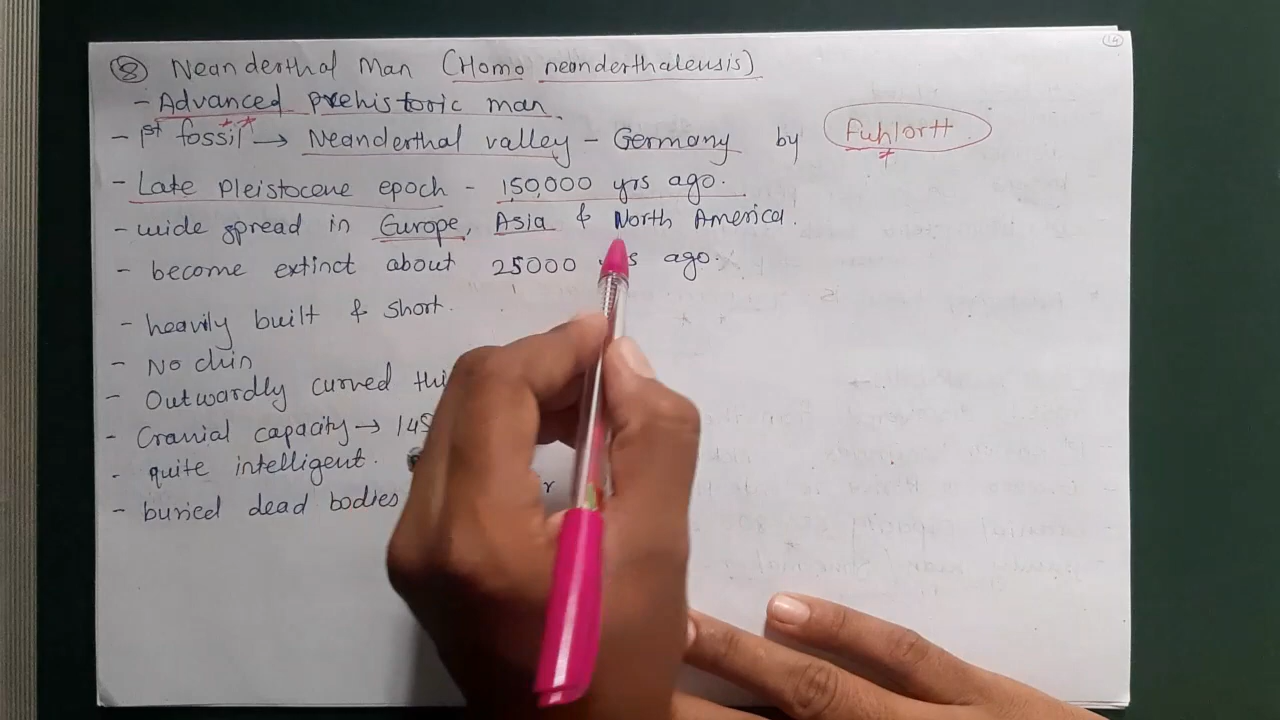 14
8 Neanderthal Man (Homo neanderthalensis)
- Advanced prehistoric man.
- 1st fossil → Neanderthal valley - Germany by Fuhlortt
- Late Pleistocene epoch - 150,000 yrs ago.
- wide spread in Europe, Asia & North America.
- become extinct about 25000 ago.
- heavily built & short.
- No chin
- Outwardly curved
- Cranial capacity →
- quite intelligent.
- buried dead bodies